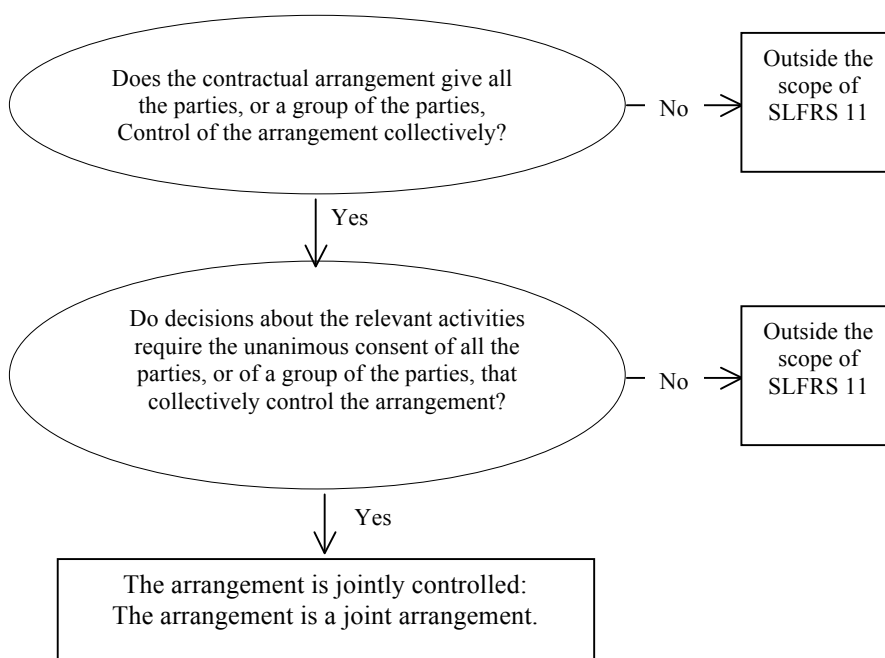 Does the contractual arrangement give all
the parties, or a group of the parties,
Control of the arrangement collectively?
No
Outside the
scope of
SLFRS 11
Yes
Do decisions about the relevant activities
require the unanimous consent of all the
parties, or of a group of the parties, that
collectively control the arrangement?
No
Outside the
scope of
SLFRS 11
Yes
The arrangement is jointly controlled:
The arrangement is a joint arrangement.